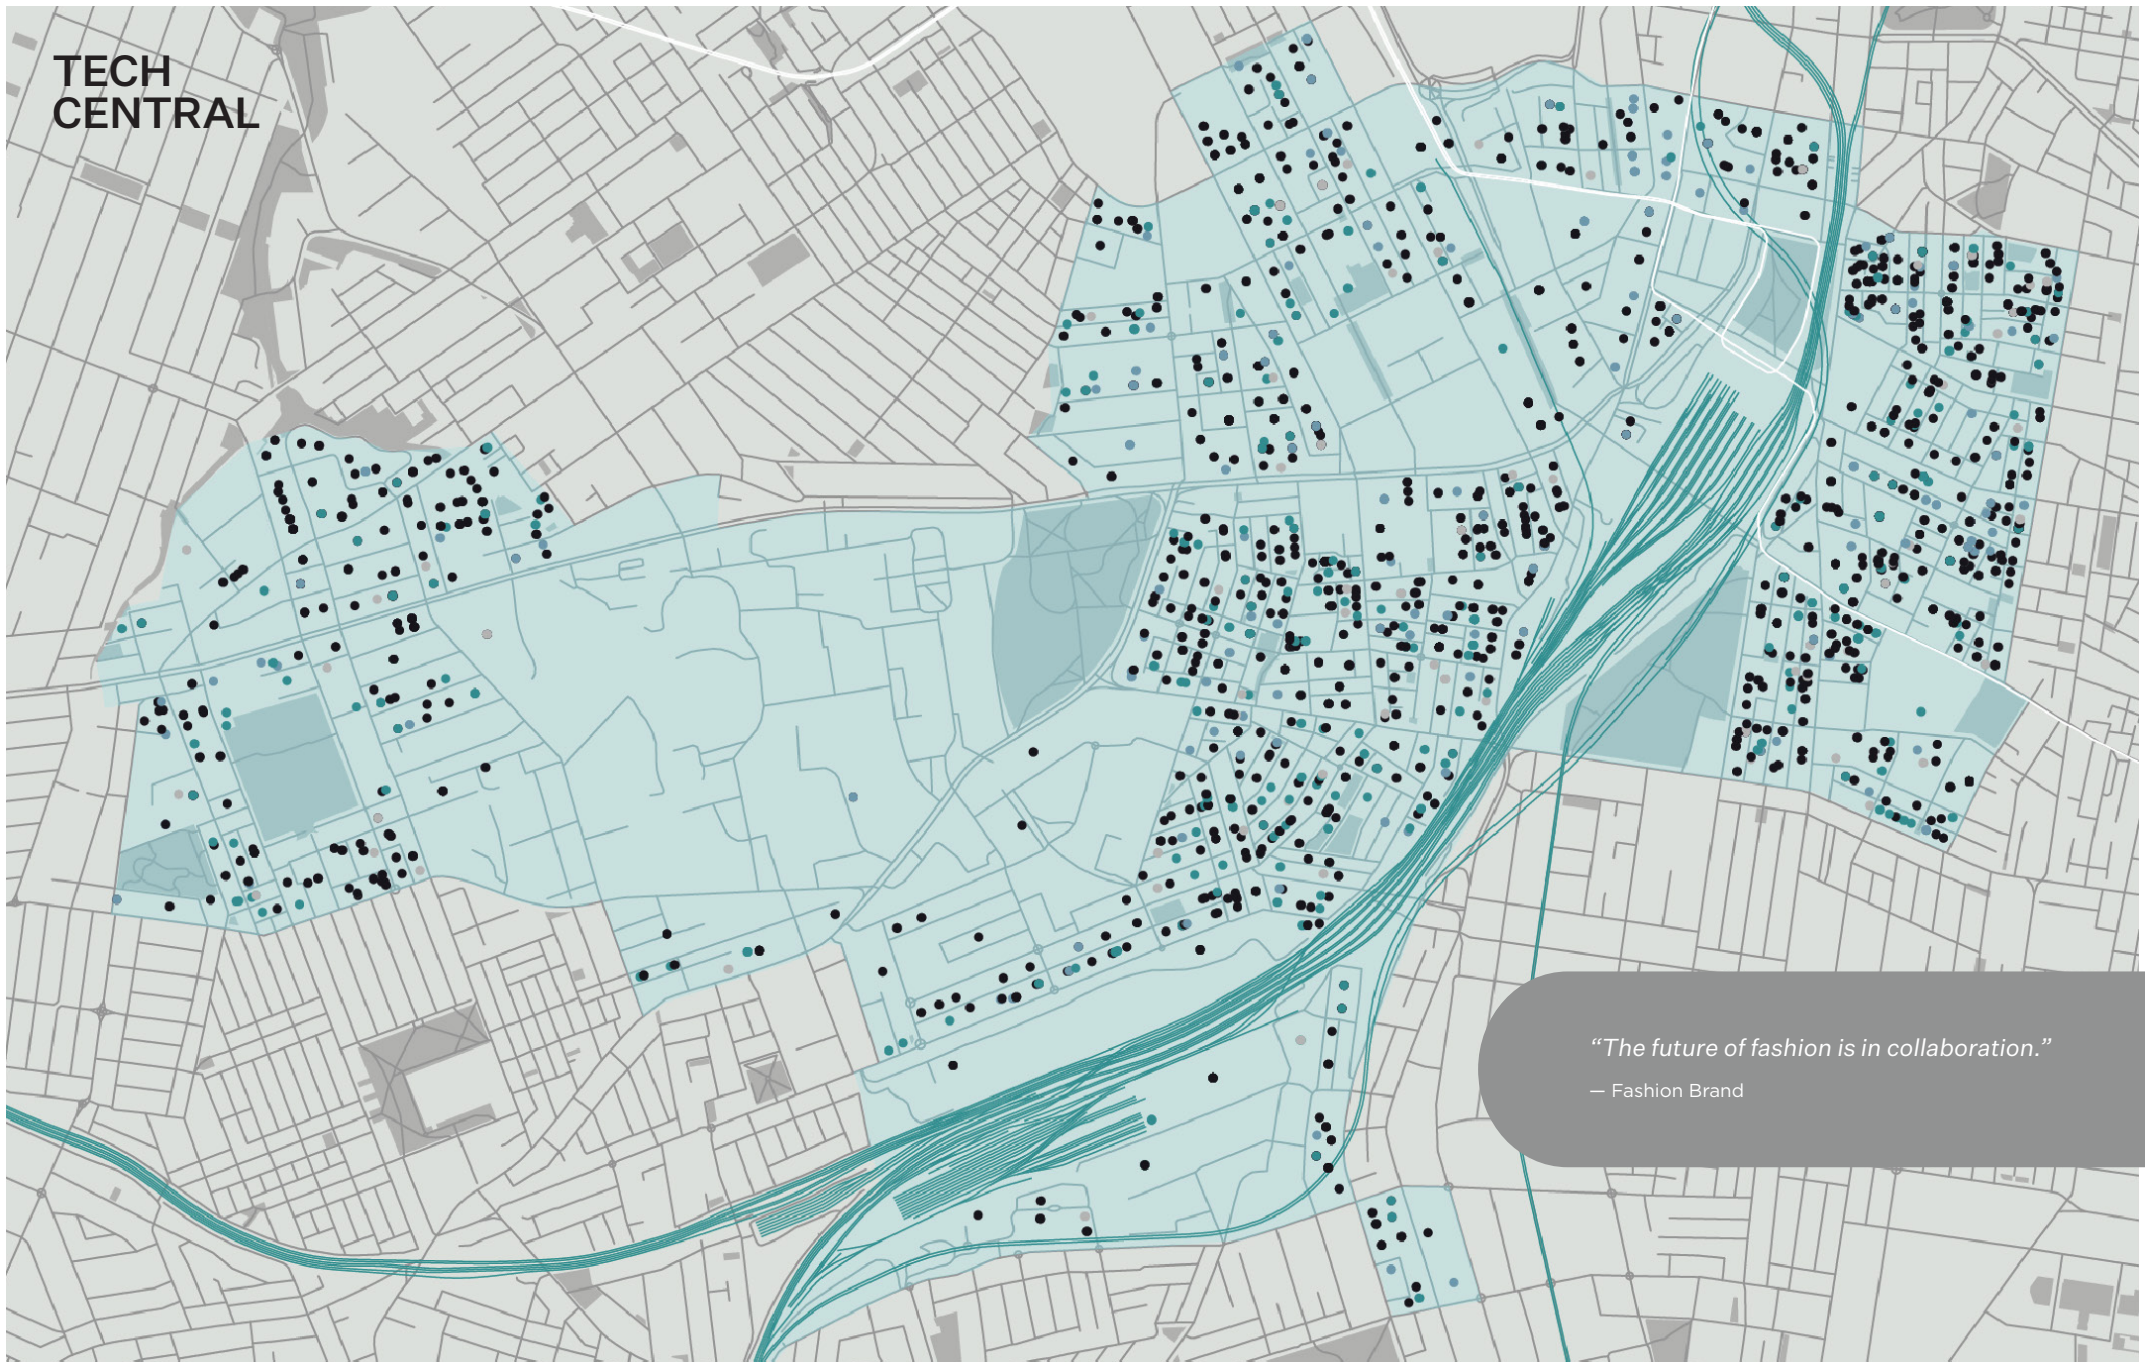 TECH
CENTRAL
“The future of fashion is in collaboration.”
— Fashion Brand